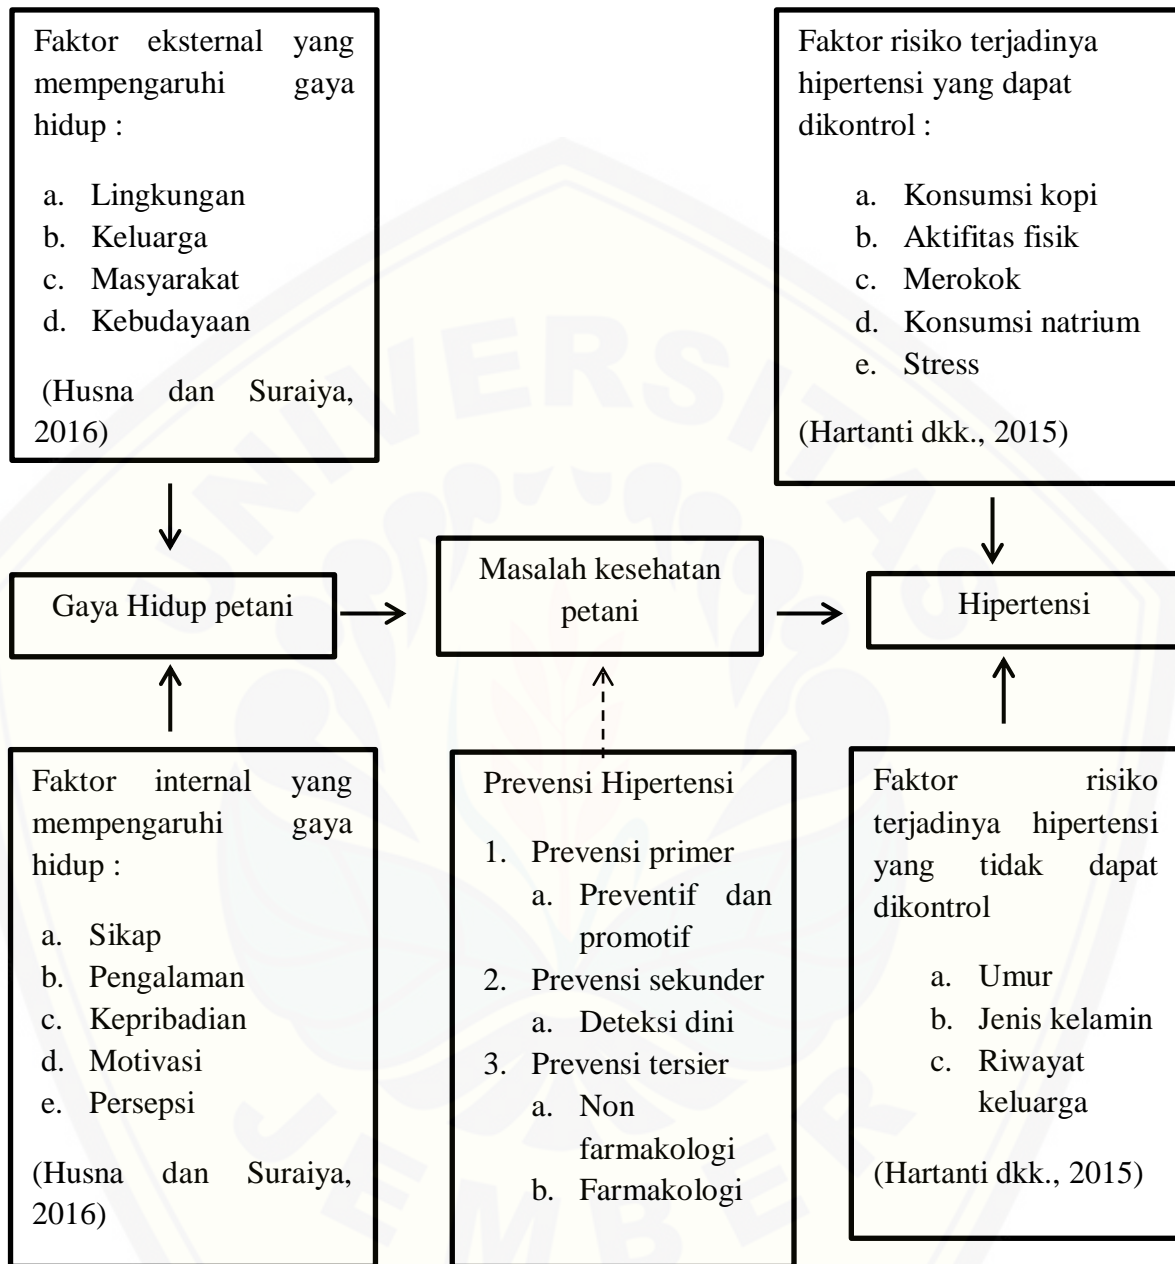 Faktor eksternal yang
mempengaruhi gaya
hidup :
a. Lingkungan
b. Keluarga
c. Masyarakat
d. Kebudayaan
(Husna dan Suraiya,
2016)
Faktor risiko terjadinya
hipertensi yang dapat
dikontrol :
a. Konsumsi kopi
b. Aktifitas fisik
c. Merokok
d. Konsumsi natrium
e. Stress
(Hartanti dkk., 2015)
Gaya Hidup petani
Masalah kesehatan
petani
Hipertensi
Faktor internal yang
mempengaruhi gaya
hidup :
a. Sikap
b. Pengalaman
c. Kepribadian
d. Motivasi
e. Persepsi
(Husna dan Suraiya,
2016)
Prevensi Hipertensi
1. Prevensi primer
a. Preventif dan
promotif
2. Prevensi sekunder
a. Deteksi dini
3. Prevensi tersier
a. Non
farmakologi
b. Farmakologi
Faktor risiko
terjadinya hipertensi
yang tidak dapat
dikontrol
a. Umur
b. Jenis kelamin
c. Riwayat
keluarga
(Hartanti dkk., 2015)
UNIVERSITAS
JEMBER